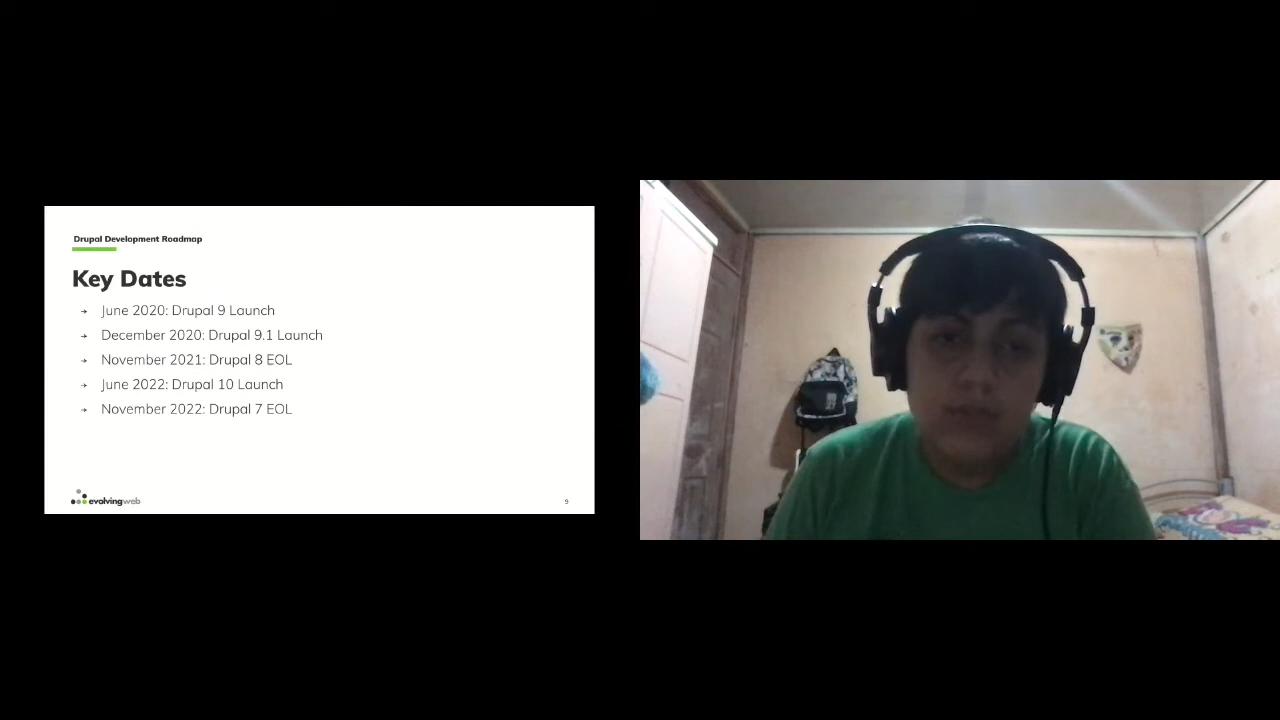 Drupal Development Roadmap
Key Dates
→ June 2020: Drupal 9 Launch
→ December 2020: Drupal 9.1 Launch
→ November 2021: Drupal 8 EOL
→ June 2022: Drupal 10 Launch
→ November 2022: Drupal 7 EOL
evolvingweb
9